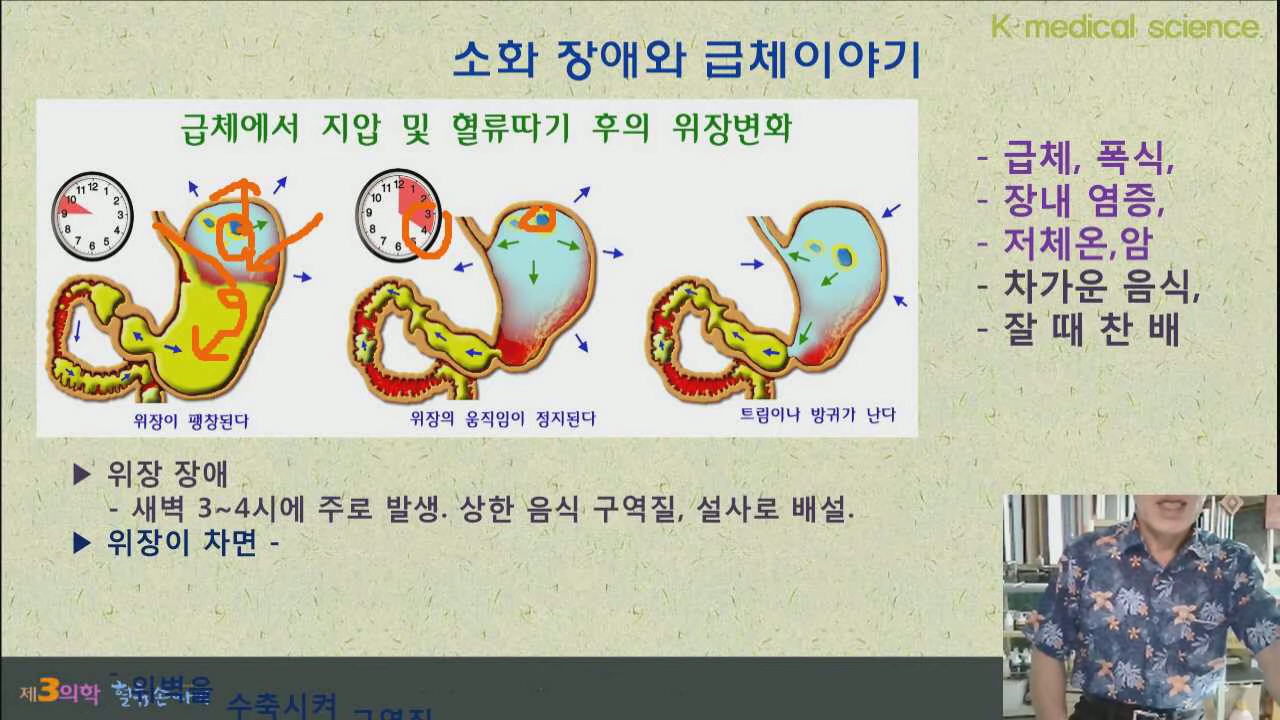 K medical science
소화 장애와 급체이야기
급체에서 지압 및 혈류따기 후의 위장변화
위장이 팽창된다
위장의 움직임이 정지된다
트림이나 방귀가 난다
- 급체, 폭식,
- 장내 염증,
- 저체온,암
- 차가운 음식,
- 잘 때 찬 배
▶ 위장 장애
- 새벽 3~4시에 주로 발생. 상한 음식 구역질, 설사로 배설.
▶ 위장이 차면 -
- 위벽을 수축시켜 구역질
제3의학